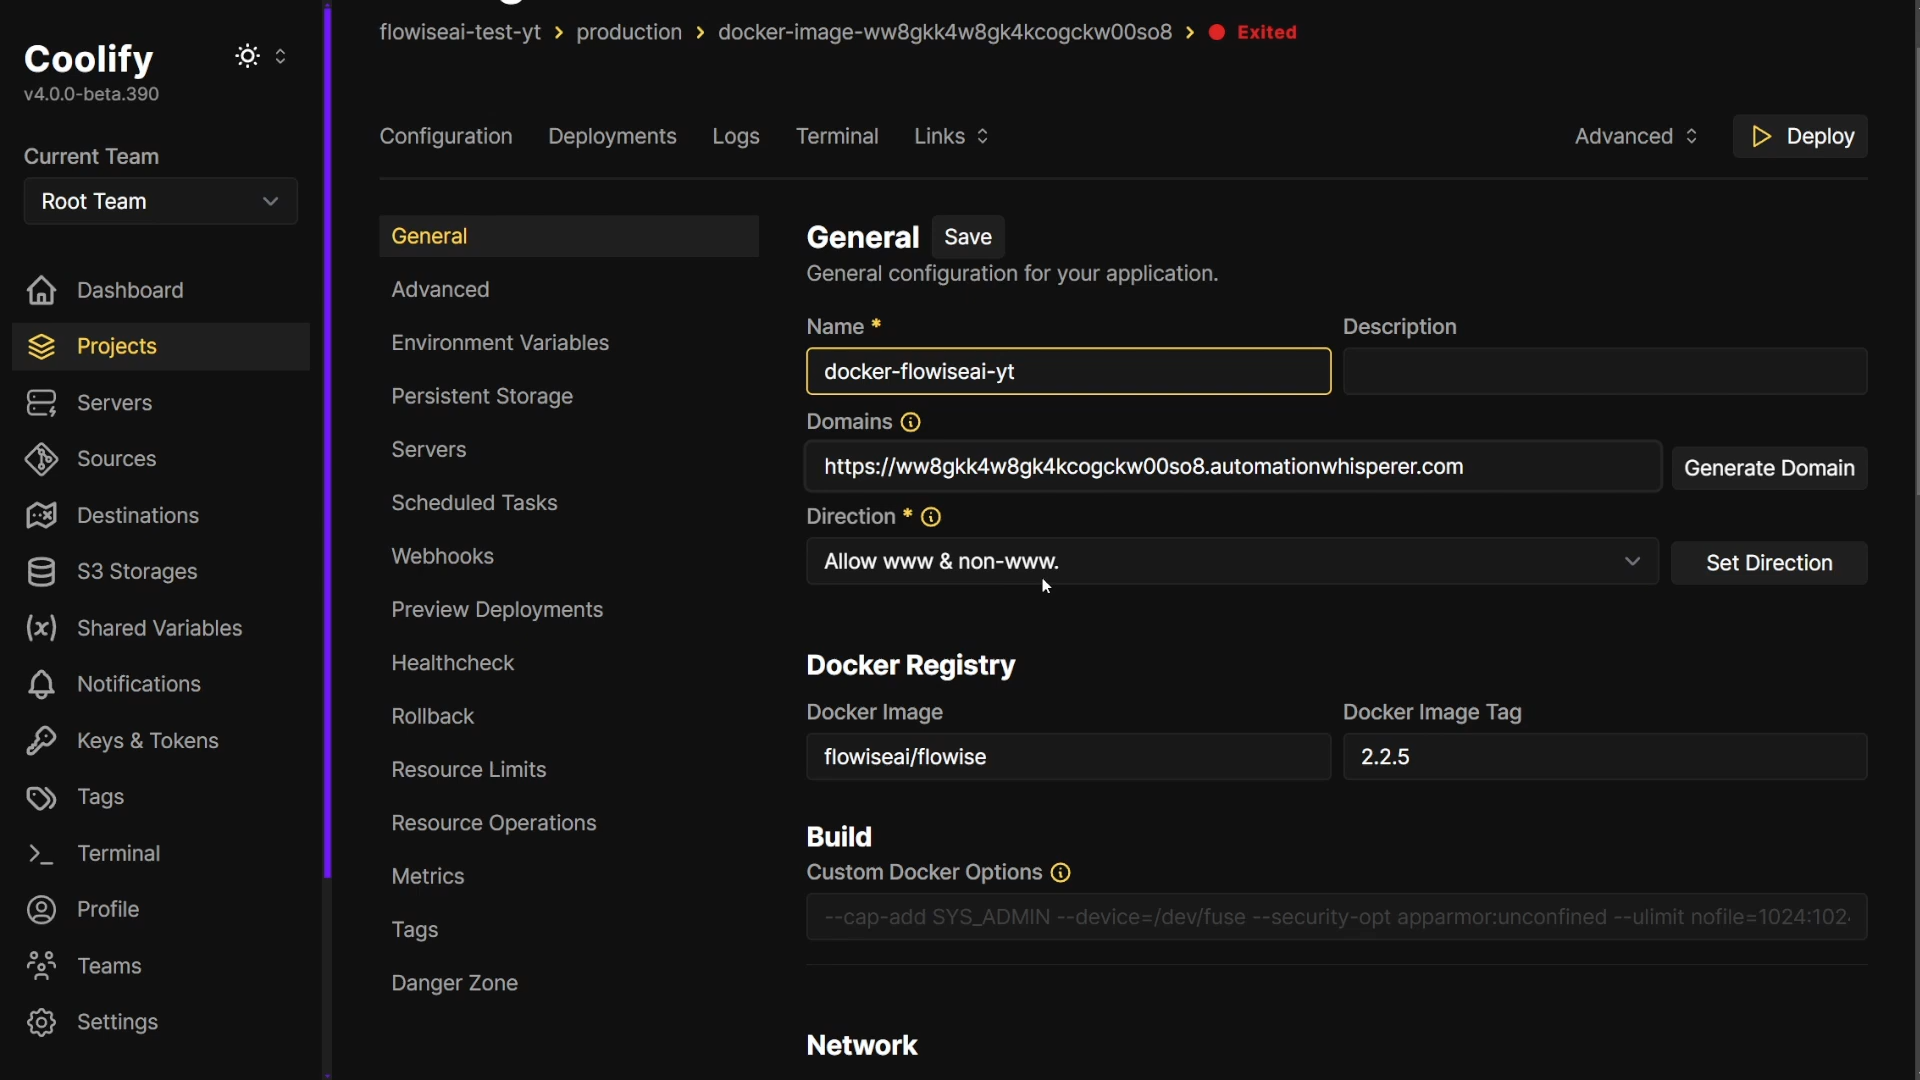 Coolify
v4.0.0-beta.390
Current Team
Root Team
Dashboard
Projects
Servers
Sources
Destinations
S3 Storages
Shared Variables
Notifications
Keys & Tokens
Tags
Terminal
Profile
Teams
Settings
flowiseai-test-yt > production > docker-image-ww8gkk4w8gk4kcogckw00so8 > Exited
Configuration Deployments Logs Terminal Links Advanced Deploy
General
Advanced
Environment Variables
Persistent Storage
Servers
Scheduled Tasks
Webhooks
Preview Deployments
Healthcheck
Rollback
Resource Limits
Resource Operations
Metrics
Tags
Danger Zone
General Save
General configuration for your application.
Name * Description
docker-flowiseai-yt
Domains
https://ww8gkk4w8gk4kcogckw00so8.automationwhisperer.com Generate Domain
Direction *
Allow www & non-www. Set Direction
Docker Registry
Docker Image Docker Image Tag
flowiseai/flowise 2.2.5
Build
Custom Docker Options
--cap-add SYS_ADMIN --device=/dev/fuse --security-opt apparmor:unconfined --ulimit nofile=1024:102
Network